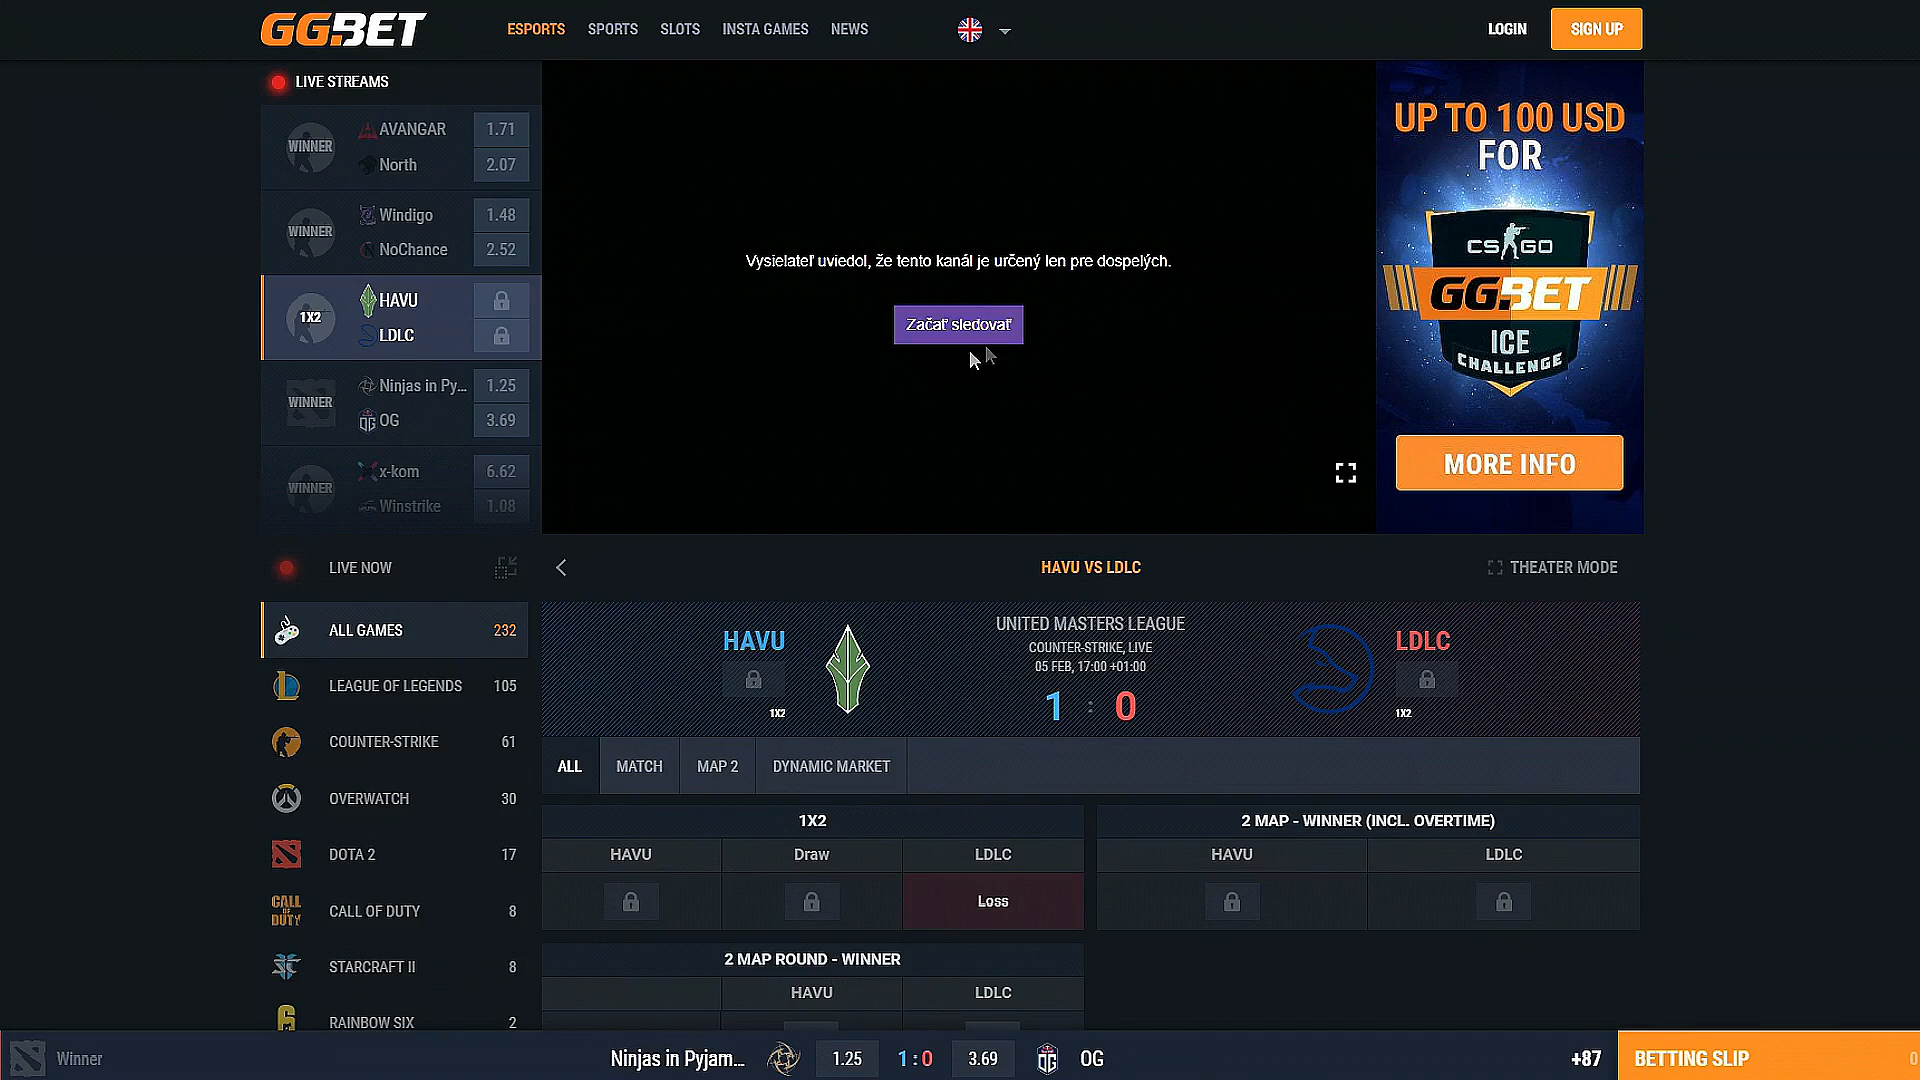 GG.BET
ESPORTS SPORTS SLOTS INSTA GAMES NEWS
LOGIN
SIGN UP
LIVE STREAMS
WINNER
AVANGAR 1.71
North 2.07
WINNER
Windigo 1.48
NoChance 2.52
1X2
HAVU
LDLC
WINNER
Ninjas in Py... 1.25
OG 3.69
WINNER
x-kom 6.62
Winstrike 1.08
Vysielateľ uviedol, že tento kanál je určený len pre dospelých.
Začať sledovať
UP TO 100 USD
FOR
CS GO
GG.BET
ICE
CHALLENGE
MORE INFO
LIVE NOW
ALL GAMES 232
LEAGUE OF LEGENDS 105
COUNTER-STRIKE 61
OVERWATCH 30
DOTA 2 17
CALL OF DUTY
CALL OF DUTY 8
STARCRAFT II 8
RAINBOW SIX 2
HAVU VS LDLC
THEATER MODE
HAVU
1X2
UNITED MASTERS LEAGUE
COUNTER-STRIKE, LIVE
05 FEB, 17:00 +01:00
1 : 0
LDLC
1X2
ALL MATCH MAP 2 DYNAMIC MARKET
1X2
HAVU Draw LDLC
Loss
2 MAP - WINNER (INCL. OVERTIME)
HAVU LDLC
2 MAP ROUND - WINNER
HAVU LDLC
Winner
Ninjas in Pyjam... 1.25 1:0 3.69 OG
+87
BETTING SLIP 0